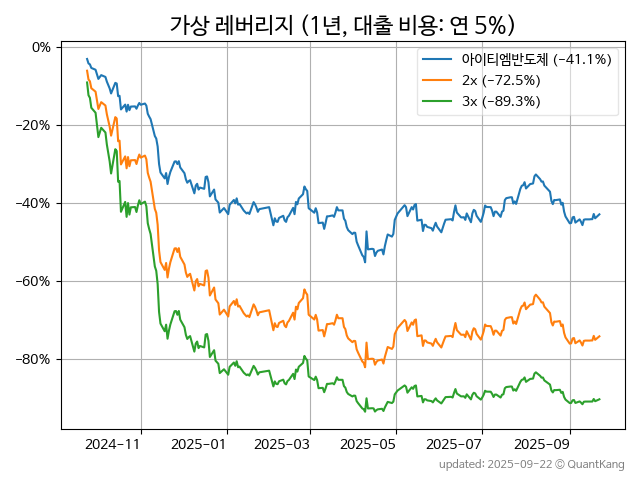 가상 레버리지 (1년, 대출 비용: 연 5%)
아이티엠반도체 (−41.1%)
2x (−72.5%)
3x (−89.3%)
0%
−20%
−40%
−60%
−80%
2024-11 2025-01 2025-03 2025-05 2025-07 2025-09
updated: 2025-09-22 © QuantKang